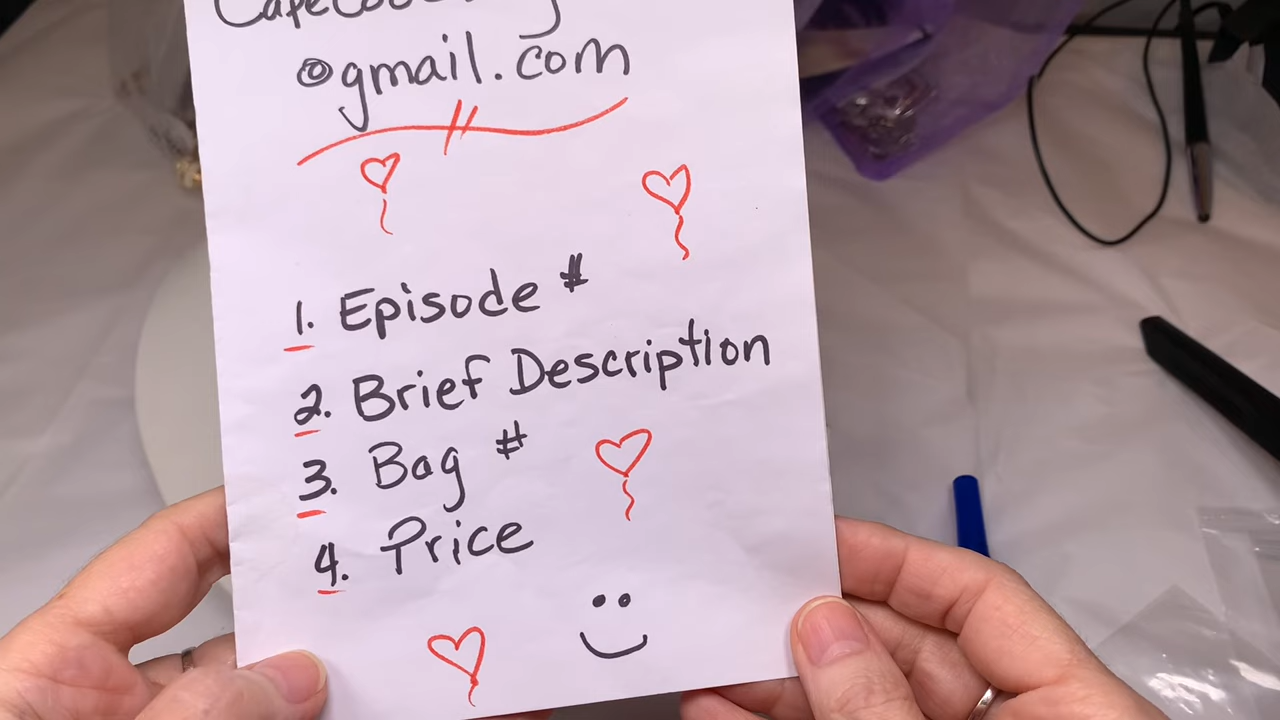 @gmail.com
1. Episode #
2. Brief Description
3. Bag #
4. Price